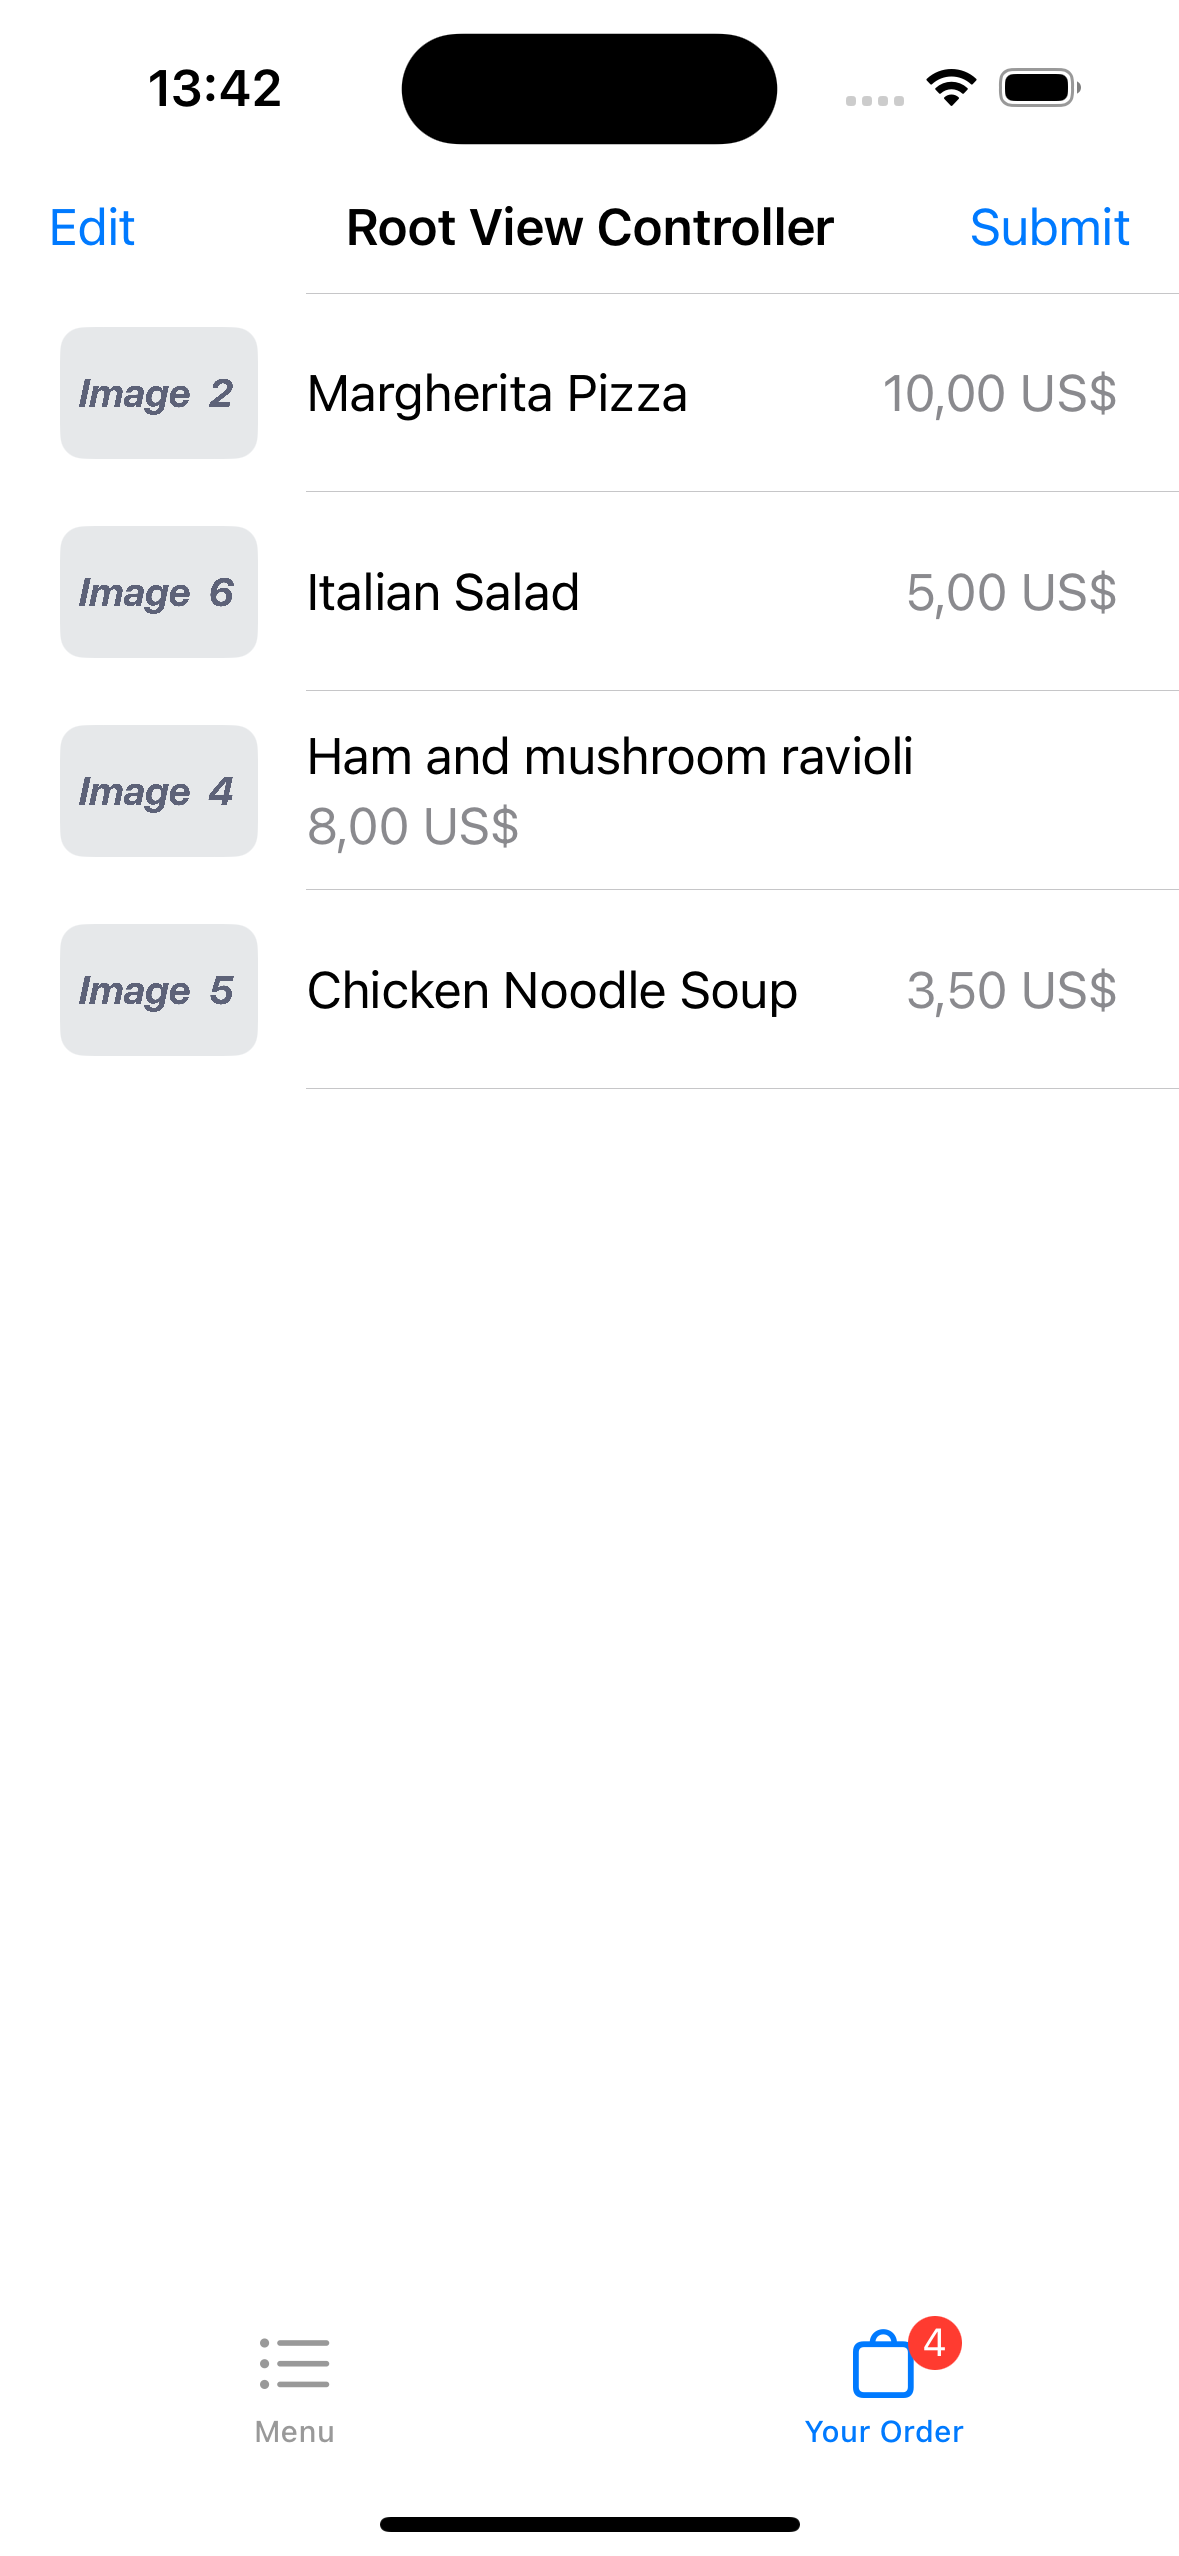 13:42
Edit
Root View Controller
Submit
Image 2
Margherita Pizza
10,00 US$
Image 6
Italian Salad
5,00 US$
Image 4
Ham and mushroom ravioli
8,00 US$
Image 5
Chicken Noodle Soup
3,50 US$
4
Menu
Your Order